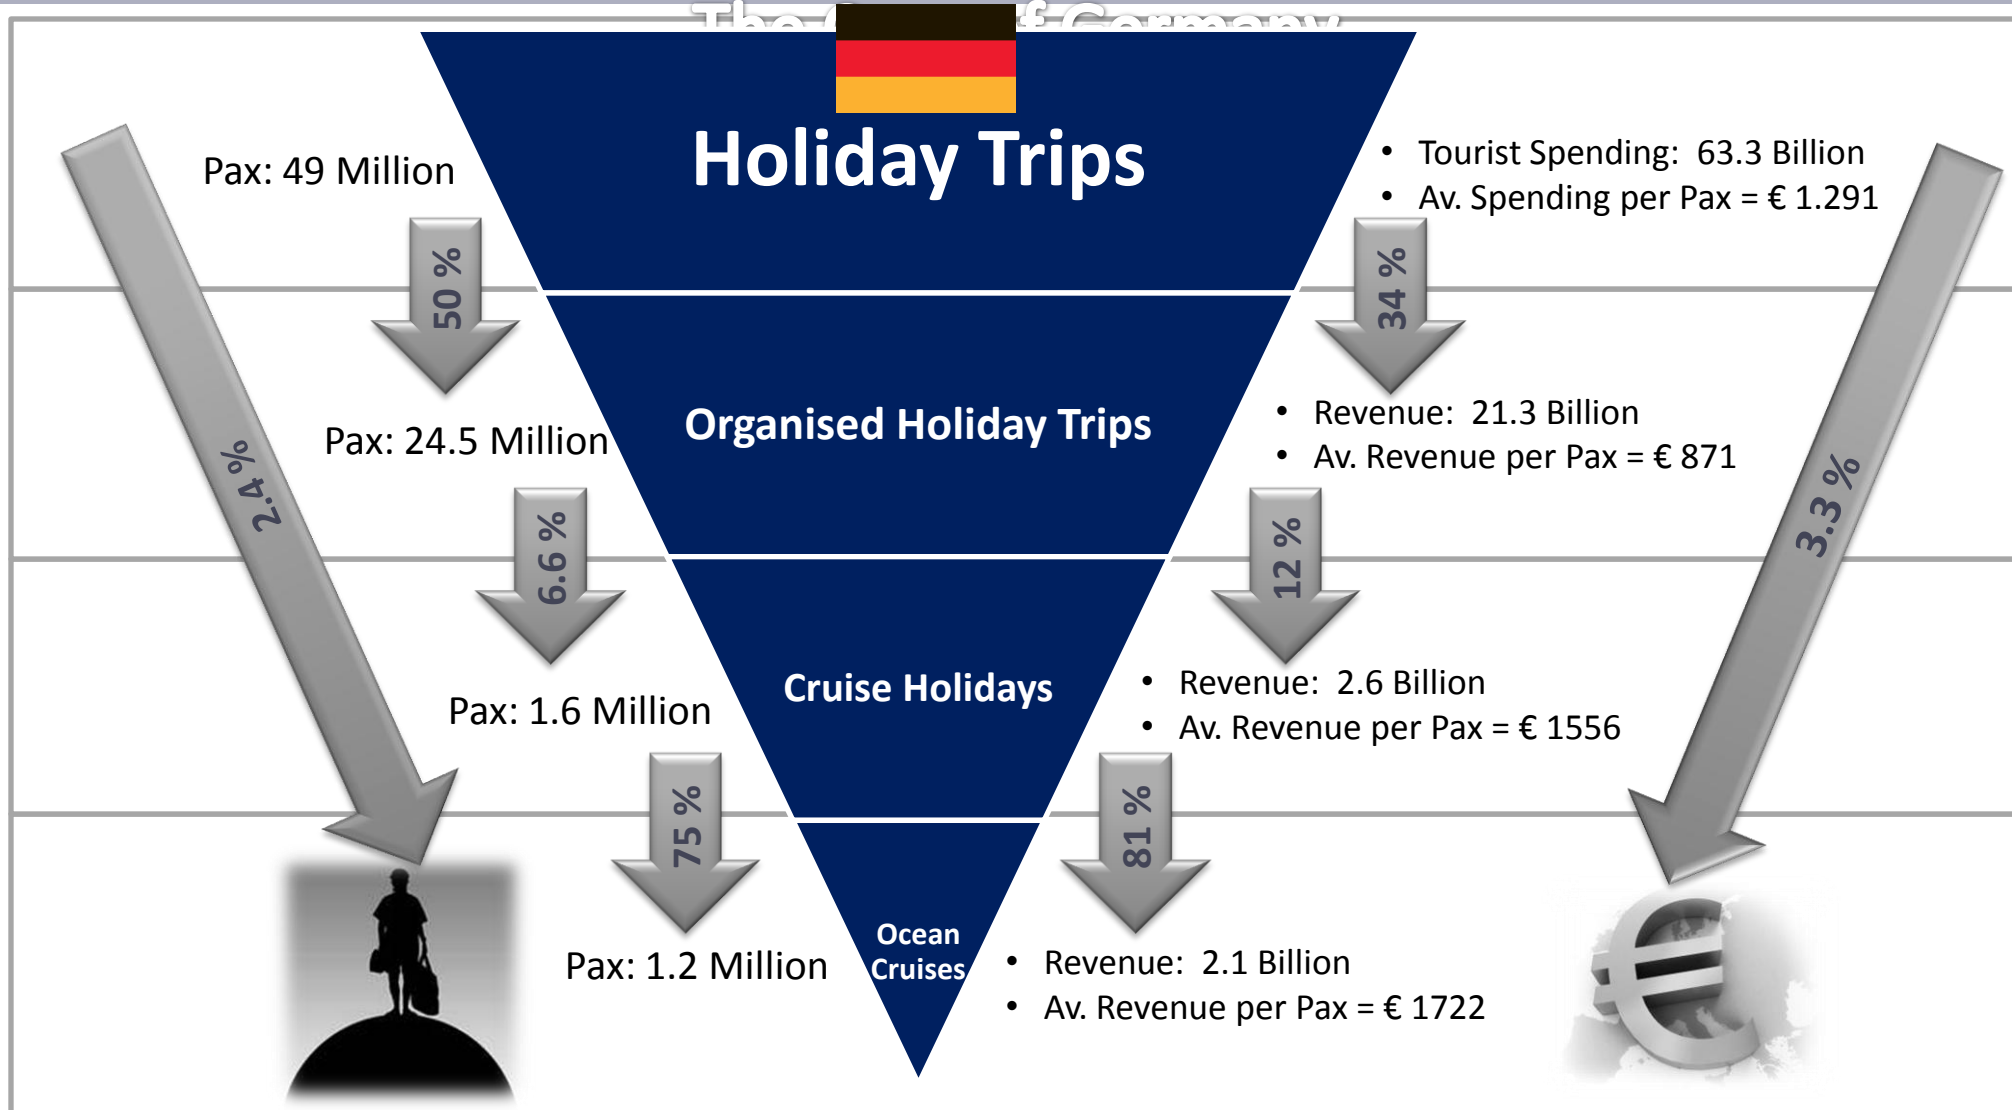 The of Germany
Holiday Trips
Pax: 49 Million
• Tourist Spending: 63.3 Billion
• Av. Spending per Pax = € 1.291
50 %
34 %
Organised Holiday Trips
Pax: 24.5 Million
• Revenue: 21.3 Billion
• Av. Revenue per Pax = € 871
2.4 %
3.3 %
6.6 %
12 %
Cruise Holidays
Pax: 1.6 Million
• Revenue: 2.6 Billion
• Av. Revenue per Pax = € 1556
75 %
81 %
Ocean
Cruises
Pax: 1.2 Million
• Revenue: 2.1 Billion
• Av. Revenue per Pax = € 1722